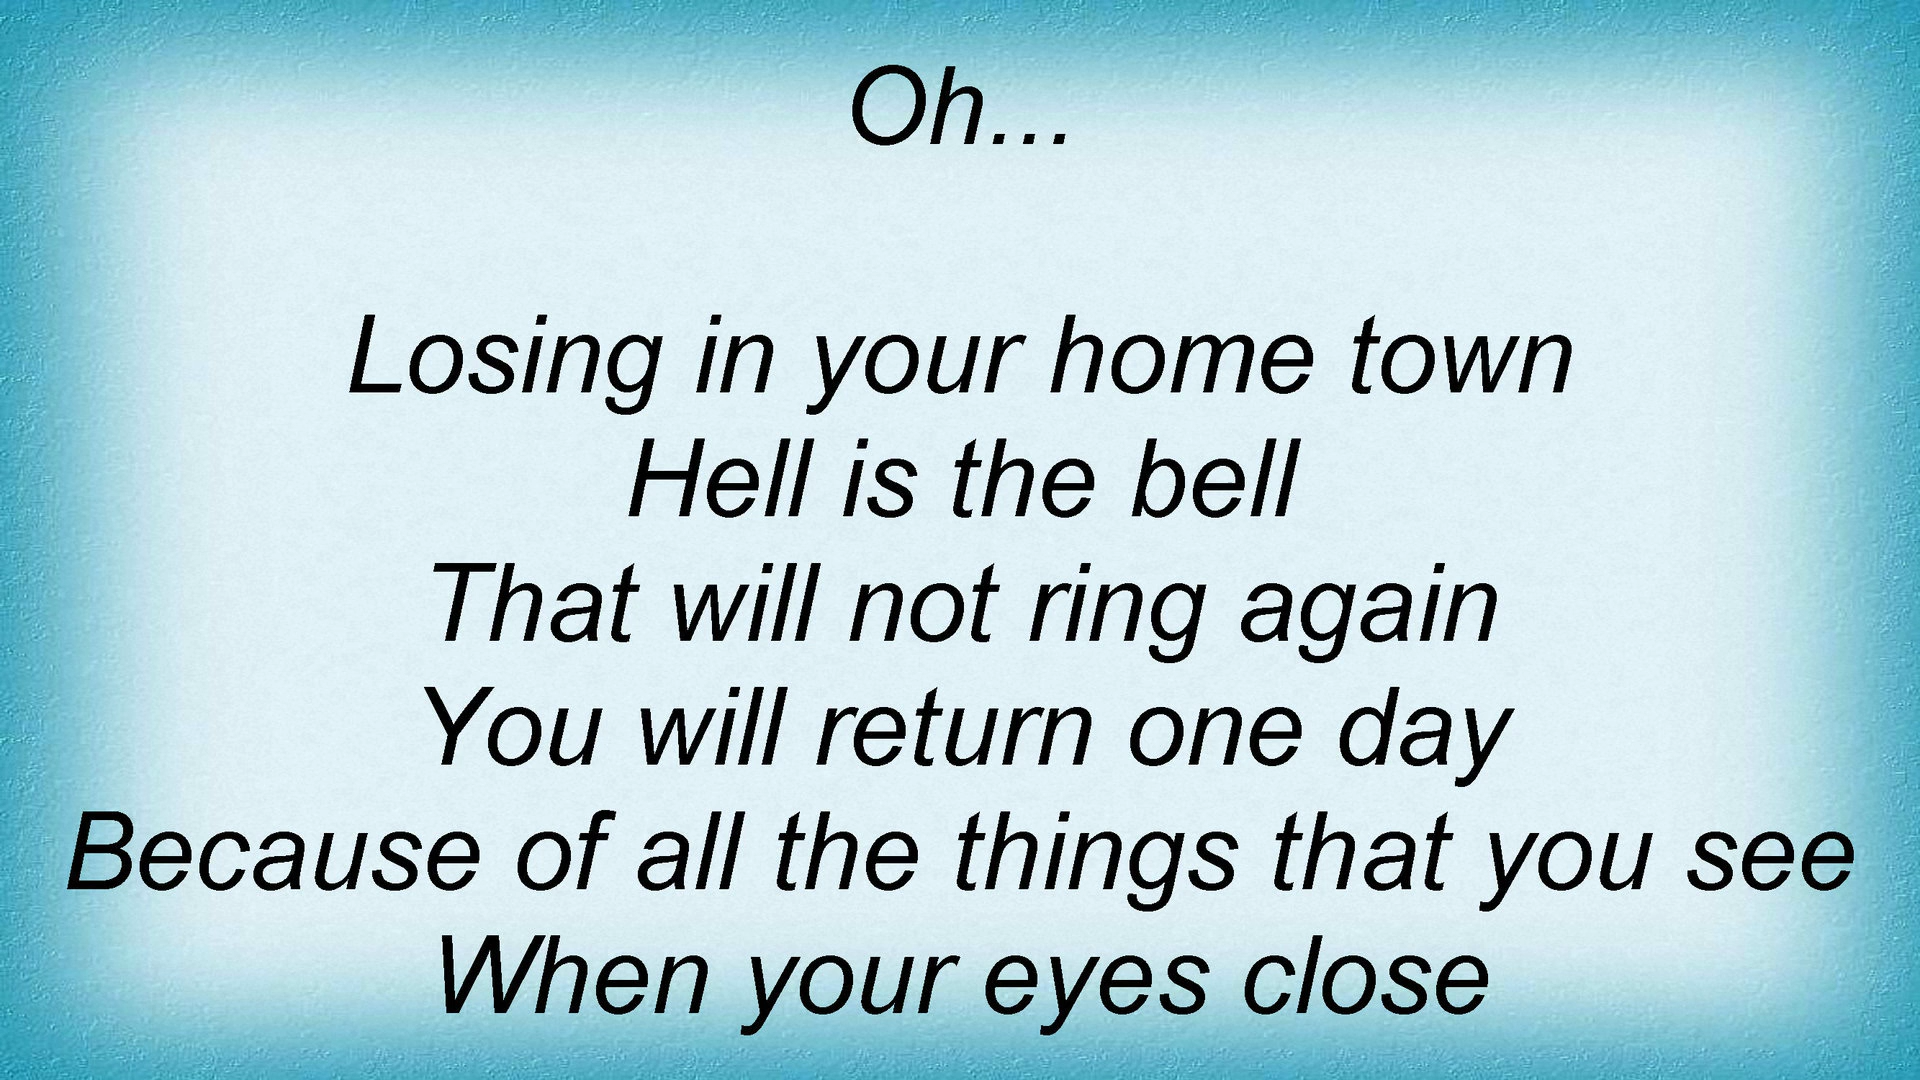 Oh...
Losing in your home town
Hell is the bell
That will not ring again
You will return one day
Because of all the things that you see
When your eyes close